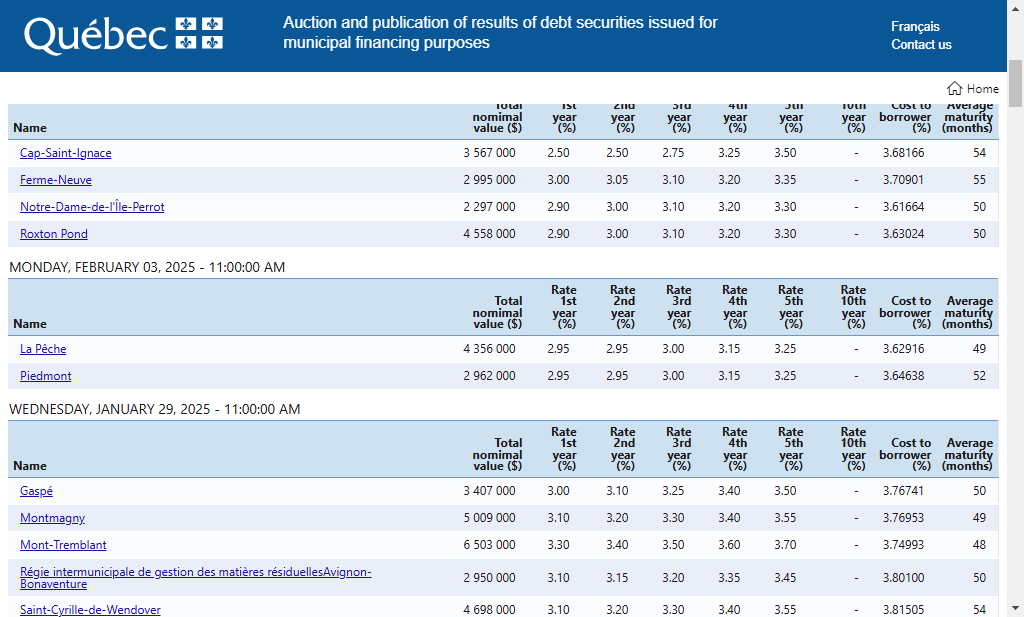 Québec
Auction and publication of results of debt securities issued for
municipal financing purposes
Français
Contact us
Home
Name Total nomimal value ($) 1st year (%) 2nd year (%) 3rd year (%) 4th year (%) 5th year (%) 10th year (%) Cost to borrower (%) Average maturity (months)
Cap-Saint-Ignace 3 567 000 2.50 2.50 2.75 3.25 3.50 - 3.68166 54
Ferme-Neuve 2 995 000 3.00 3.05 3.10 3.20 3.35 - 3.70901 55
Notre-Dame-de-l'Île-Perrot 2 297 000 2.90 3.00 3.10 3.20 3.30 - 3.61664 50
Roxton Pond 4 558 000 2.90 3.00 3.10 3.20 3.30 - 3.63024 50
MONDAY, FEBRUARY 03, 2025 - 11:00:00 AM
Name Total nomimal value ($) Rate 1st year (%) Rate 2nd year (%) Rate 3rd year (%) Rate 4th year (%) Rate 5th year (%) Rate 10th year (%) Cost to borrower (%) Average maturity (months)
La Pêche 4 356 000 2.95 2.95 3.00 3.15 3.25 - 3.62916 49
Piedmont 2 962 000 2.95 2.95 3.00 3.15 3.25 - 3.64638 52
WEDNESDAY, JANUARY 29, 2025 - 11:00:00 AM
Name Total nomimal value ($) Rate 1st year (%) Rate 2nd year (%) Rate 3rd year (%) Rate 4th year (%) Rate 5th year (%) Rate 10th year (%) Cost to borrower (%) Average maturity (months)
Gaspé 3 407 000 3.00 3.10 3.25 3.40 3.50 - 3.76741 50
Montmagny 5 009 000 3.10 3.20 3.30 3.40 3.55 - 3.76953 49
Mont-Tremblant 6 503 000 3.30 3.40 3.50 3.60 3.70 - 3.74993 48
Régie intermunicipale de gestion des matières résiduellesAvignon-
Bonaventure 2 950 000 3.10 3.15 3.20 3.35 3.45 - 3.80100 50
Saint-Cyrille-de-Wendover 4 698 000 3.10 3.20 3.30 3.40 3.55 - 3.81505 54